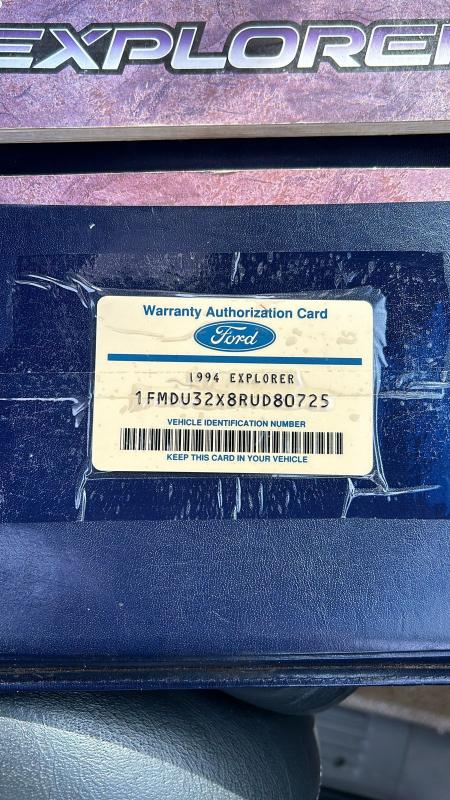 EXPLORER
Warranty Authorization Card
Ford
1994 EXPLORER
1FMDU32X8RUD80725
VEHICLE IDENTIFICATION NUMBER
KEEP THIS CARD IN YOUR VEHICLE